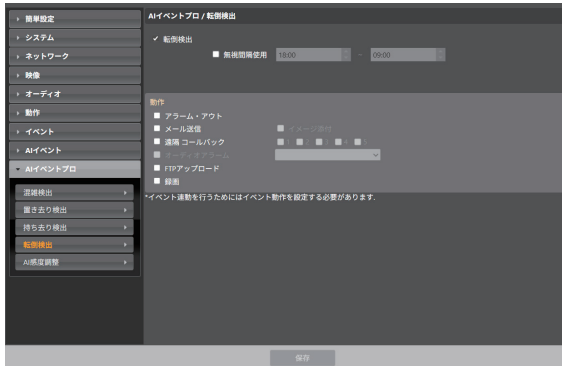 簡単設定
システム
ネットワーク
映像
オーディオ
動作
イベント
AIイベント
AIイベントプロ
混雑検出
置き去り検出
持ち去り検出
転倒検出
AI感度調整
AIイベントプロ / 転倒検出
転倒検出
無視間隔使用 18:00 ~ 09:00
動作
アラーム・アウト
メール送信 イメージ添付
遠隔 コールバック 1 2 3 4 5
オーディオアラーム
FTPアップロード
録画
*イベント連動を行うためにはイベント動作を設定する必要があります.
保存